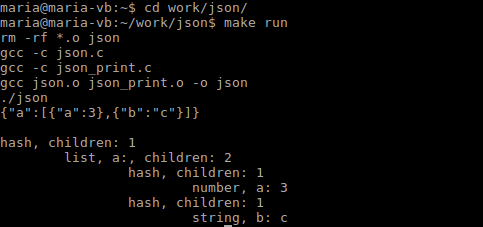 maria@maria-vb:~$ cd work/json/
maria@maria-vb:~/work/json$ make run
rm -rf *.o json
gcc -c json.c
gcc -c json_print.c
gcc json.o json_print.o -o json
./json
{"a":[{"a":3},{"b":"c"}]}

hash, children: 1
        list, a:, children: 2
                hash, children: 1
                        number, a: 3
                hash, children: 1
                        string, b: c